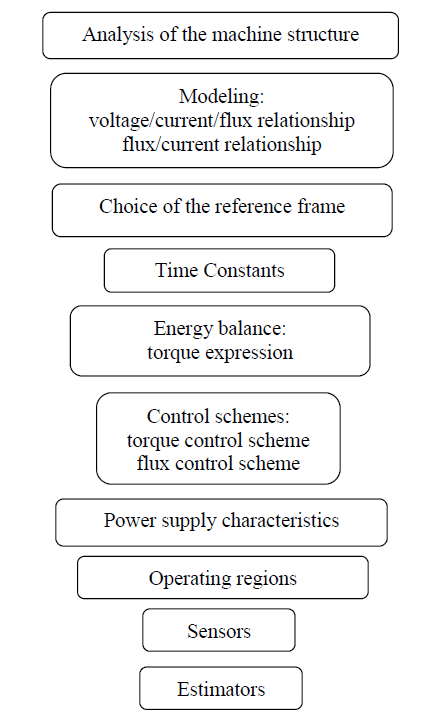 Analysis of the machine structure
Modeling:
voltage/current/flux relationship
flux/current relationship
Choice of the reference frame
Time Constants
Energy balance:
torque expression
Control schemes:
torque control scheme
flux control scheme
Power supply characteristics
Operating regions
Sensors
Estimators